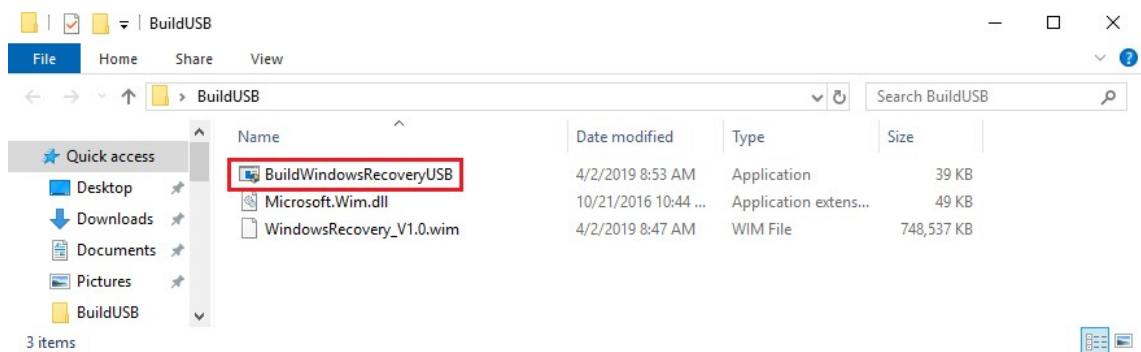 BuildUSB
File Home Share View
BuildUSB Search BuildUSB
Name Date modified Type Size
Quick access
BuildWindowsRecoveryUSB 4/2/2019 8:53 AM Application 39 KB
Desktop
Microsoft.Wim.dll 10/21/2016 10:44 ... Application extens... 49 KB
Downloads
WindowsRecovery_V1.0.wim 4/2/2019 8:47 AM WIM File 748,537 KB
Documents
Pictures
BuildUSB
3 items